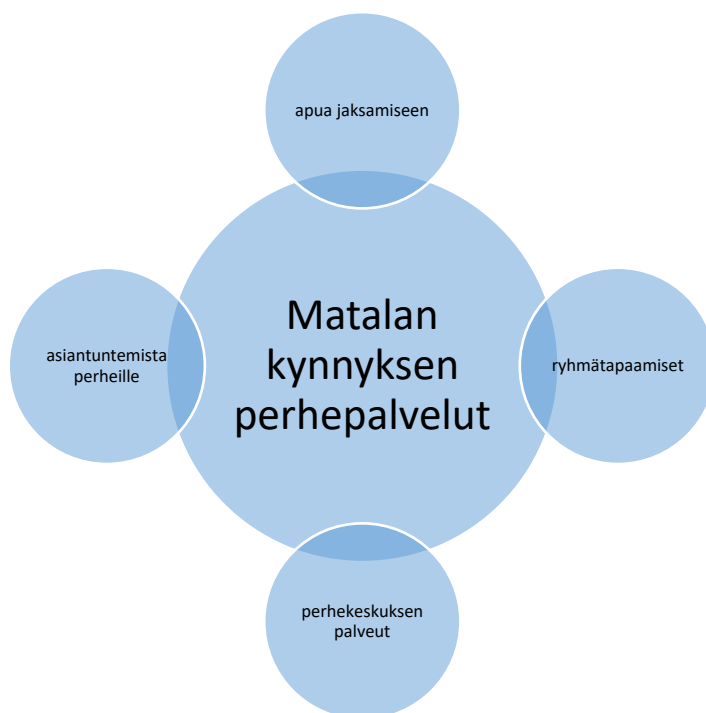 apua jaksamiseen
asiantuntemista
perheille
Matalan
kynnyksen
perhepalvelut
ryhmätapaamiset
perhekeskuksen
palveut